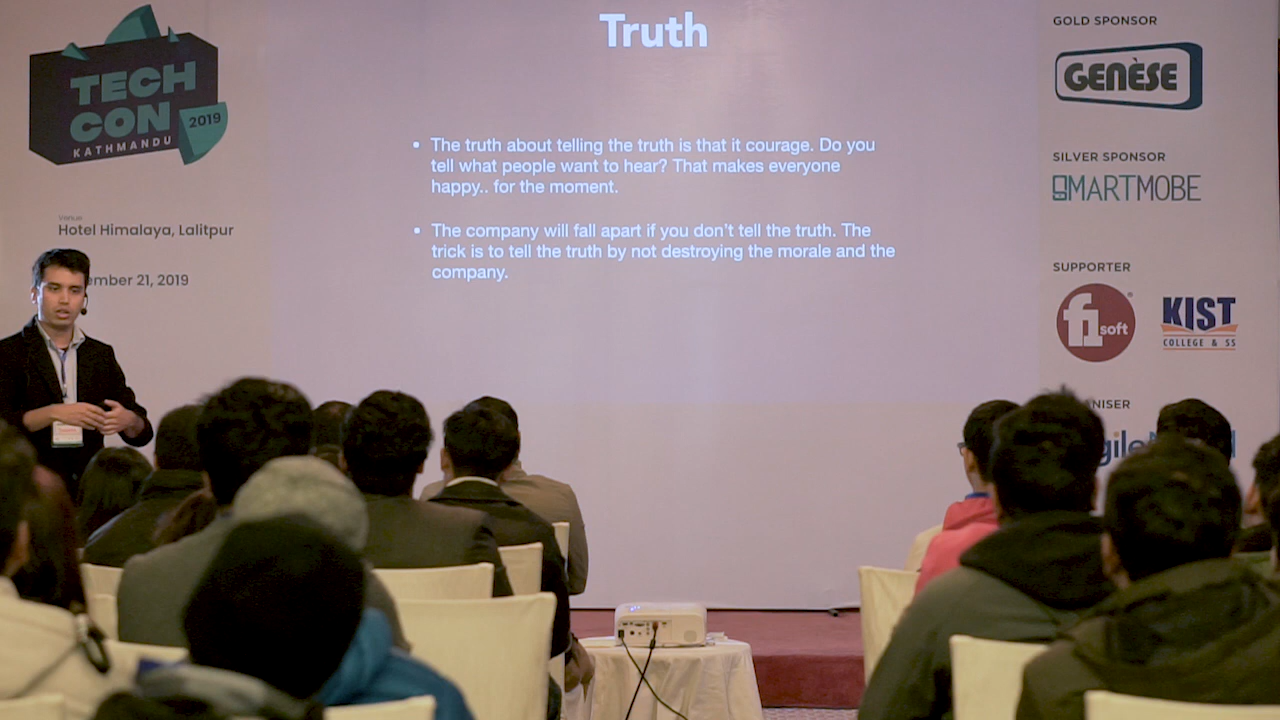 TECH
CON
KATHMANDU
2019
Venue
Hotel Himalaya, Lalitpur
ember 21, 2019
Truth
• The truth about telling the truth is that it courage. Do you
tell what people want to hear? That makes everyone
happy.. for the moment.
• The company will fall apart if you don't tell the truth. The
trick is to tell the truth by not destroying the morale and the
company.
GOLD SPONSOR
GENÈSE
SILVER SPONSOR
SMARTMOBE
SUPPORTER
f1soft®
KIST
COLLEGE & SS
NISER
gile